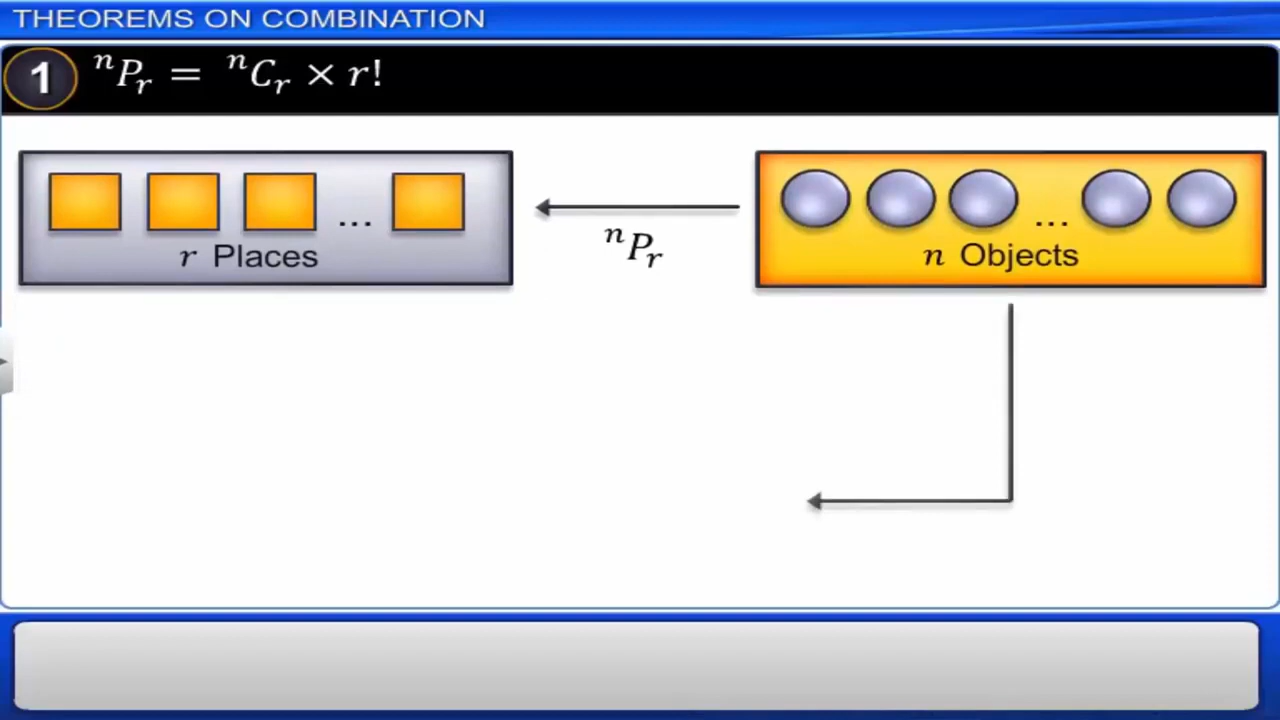 THEOREMS ON COMBINATION
1 ⁿPᵣ = ⁿCᵣ × r!
... ...
r Places n Objects
ⁿPᵣ